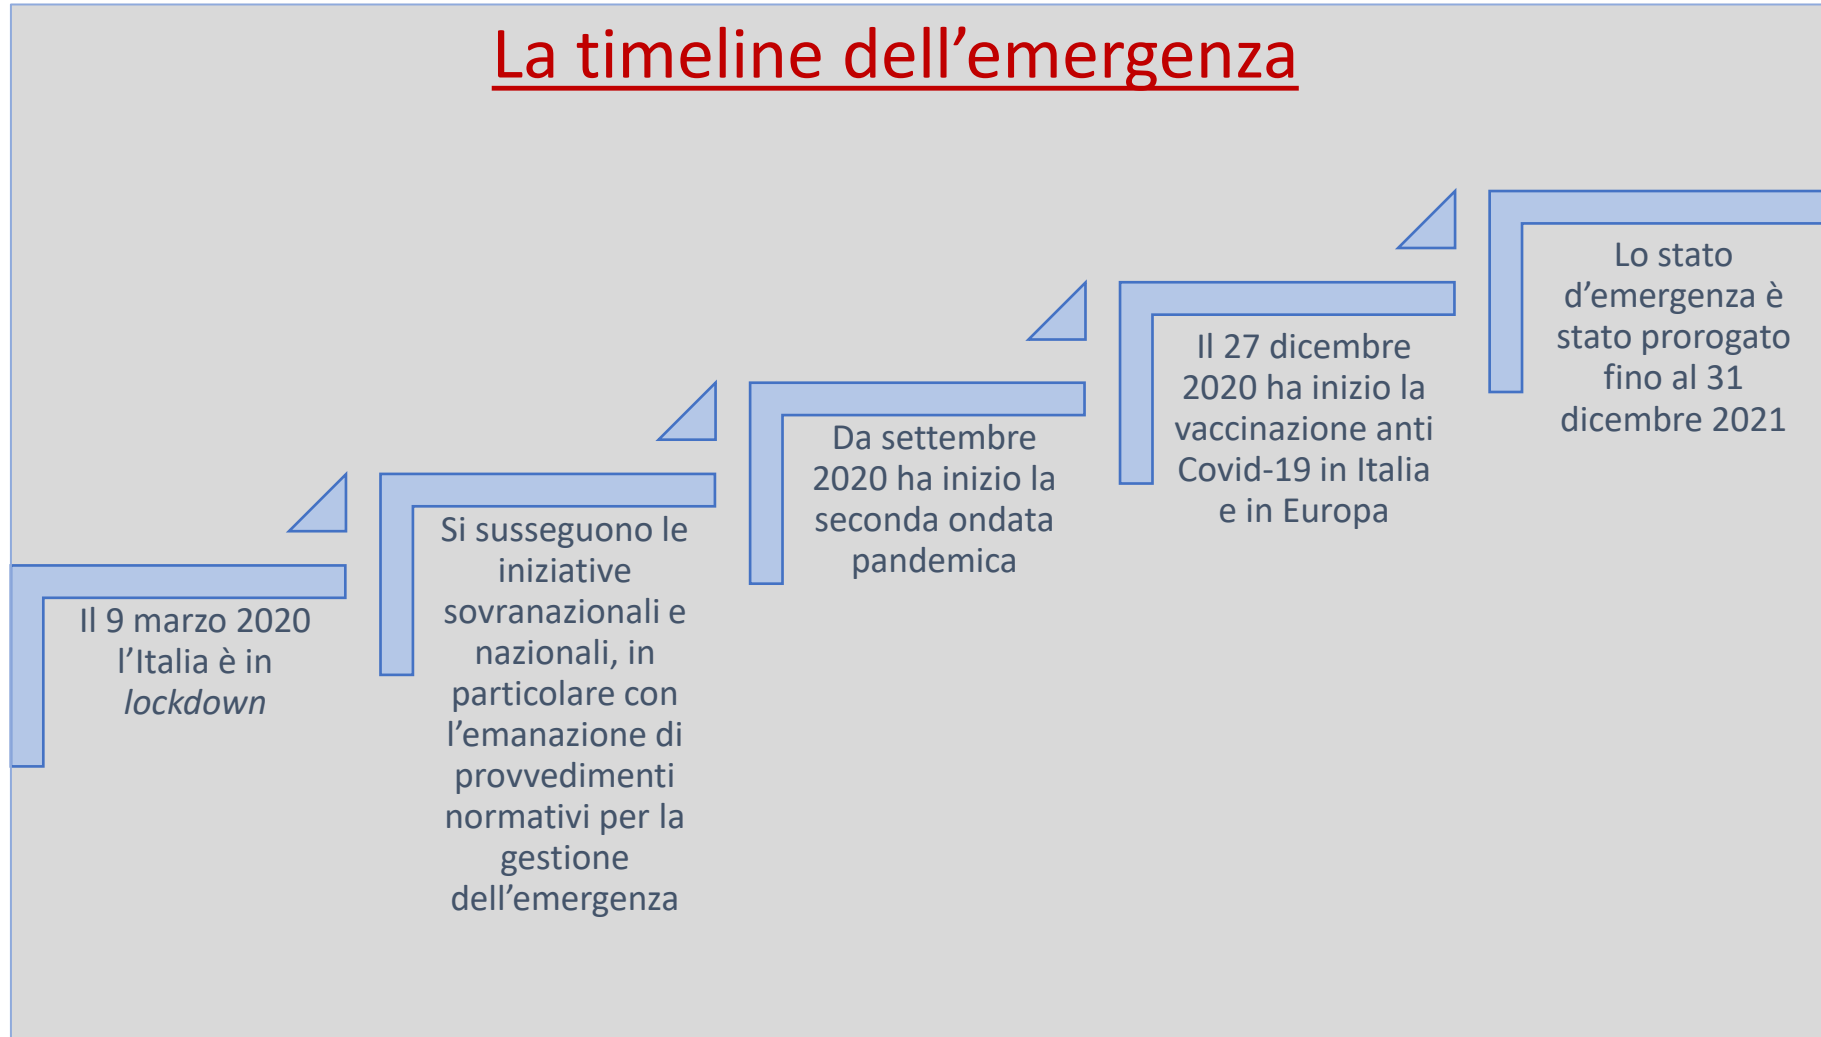 La timeline dell’emergenza
Il 9 marzo 2020
l’Italia è in
lockdown
Si susseguono le
iniziative
sovranazionali e
nazionali, in
particolare con
l’emanazione di
provvedimenti
normativi per la
gestione
dell’emergenza
Da settembre
2020 ha inizio la
seconda ondata
pandemica
Il 27 dicembre
2020 ha inizio la
vaccinazione anti
Covid-19 in Italia
e in Europa
Lo stato
d’emergenza è
stato prorogato
fino al 31
dicembre 2021